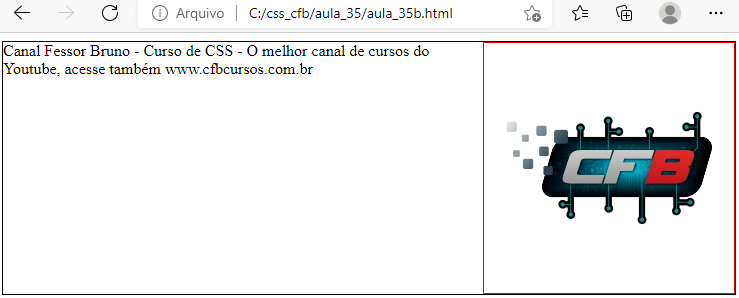 Arquivo C:/css_cfb/aula_35/aula_35b.html
Canal Fessor Bruno - Curso de CSS - O melhor canal de cursos do
Youtube, acesse também www.cfbcursos.com.br
CFB